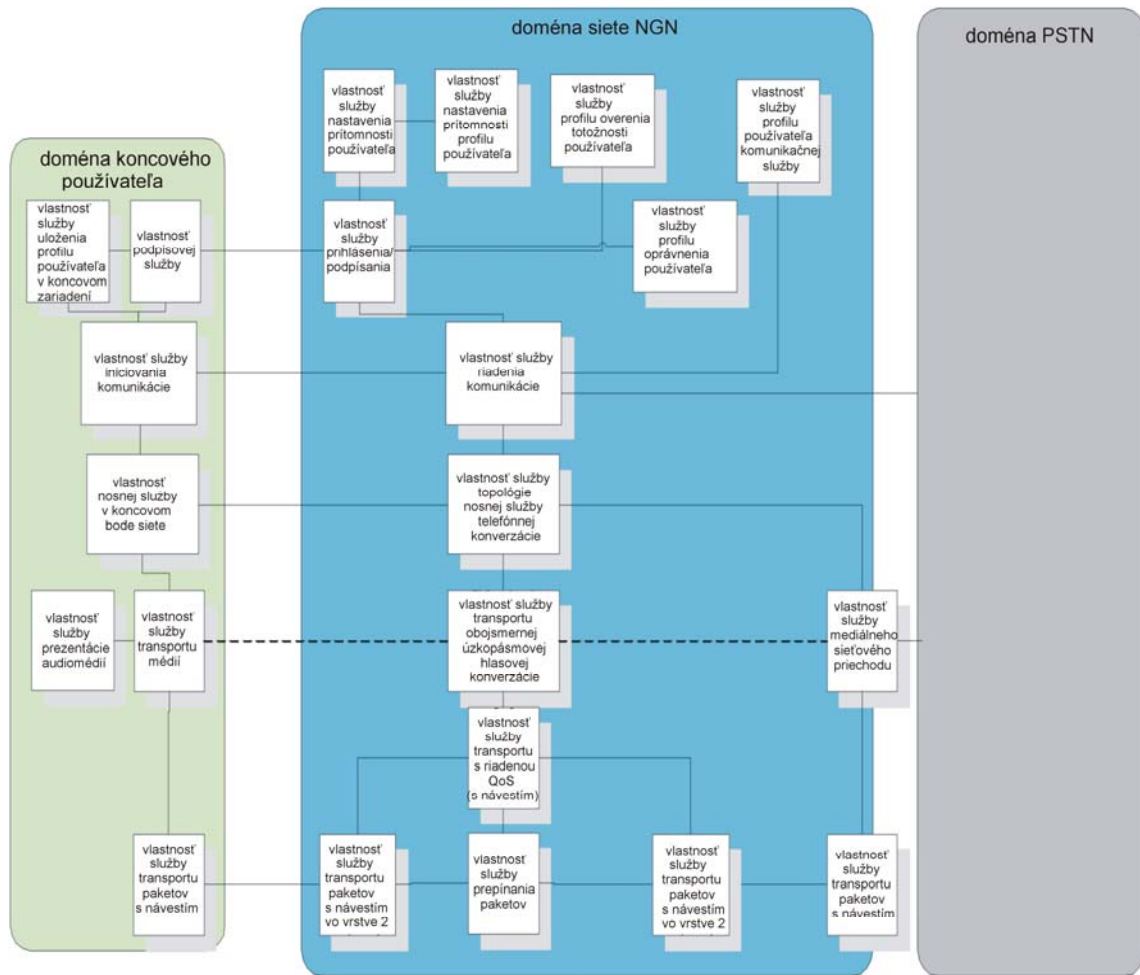 doména siete NGN
doména PSTN
doména koncového
používateľa
vlastnosť
služby
nastavenia
prítomnosti
používateľa
vlastnosť
služby
nastavenia
prítomnosti
profilu
používateľa
vlastnosť
služby
profilu overenia
totožnosti
používateľa
vlastnosť
služby
profilu
používateľa
komunikačnej
služby
vlastnosť
služby
uloženia
profilu
používateľa
v koncovom
zariadení
vlastnosť
podpisovej
služby
vlastnosť
služby
prihlásenia/
podpísania
vlastnosť
služby
profilu
oprávnenia
používateľa
vlastnosť služby
iniciovania
komunikácie
vlastnosť služby
riadenia
komunikácie
vlastnosť
nosnej služby
v koncovom
bode siete
vlastnosť služby
topológie
nosnej služby
telefónnej
konverzácie
vlastnosť
služby
prezentácie
audiomédií
vlastnosť
služby
transportu
médií
vlastnosť služby
transportu
obojsmernej
úzkopásmovej
hlasovej
konverzácie
vlastnosť
služby
mediálneho
sieťového
priechodu
vlastnosť
služby
transportu
s riadenou
QoS
(s návestím)
vlastnosť
služby
transportu
paketov
s návestím
vlastnosť
služby
transportu
paketov
s návestím
vo vrstve 2
vlastnosť
služby
prepínania
paketov
vlastnosť
služby
transportu
paketov
s návestím
vo vrstve 2
vlastnosť
služby
transportu
paketov
s návestím